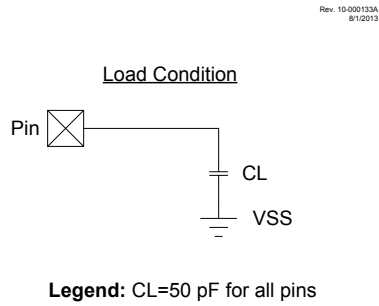 Rev. 10-000133A
8/1/2013
Load Condition
Pin
CL
VSS
Legend: CL=50 pF for all pins